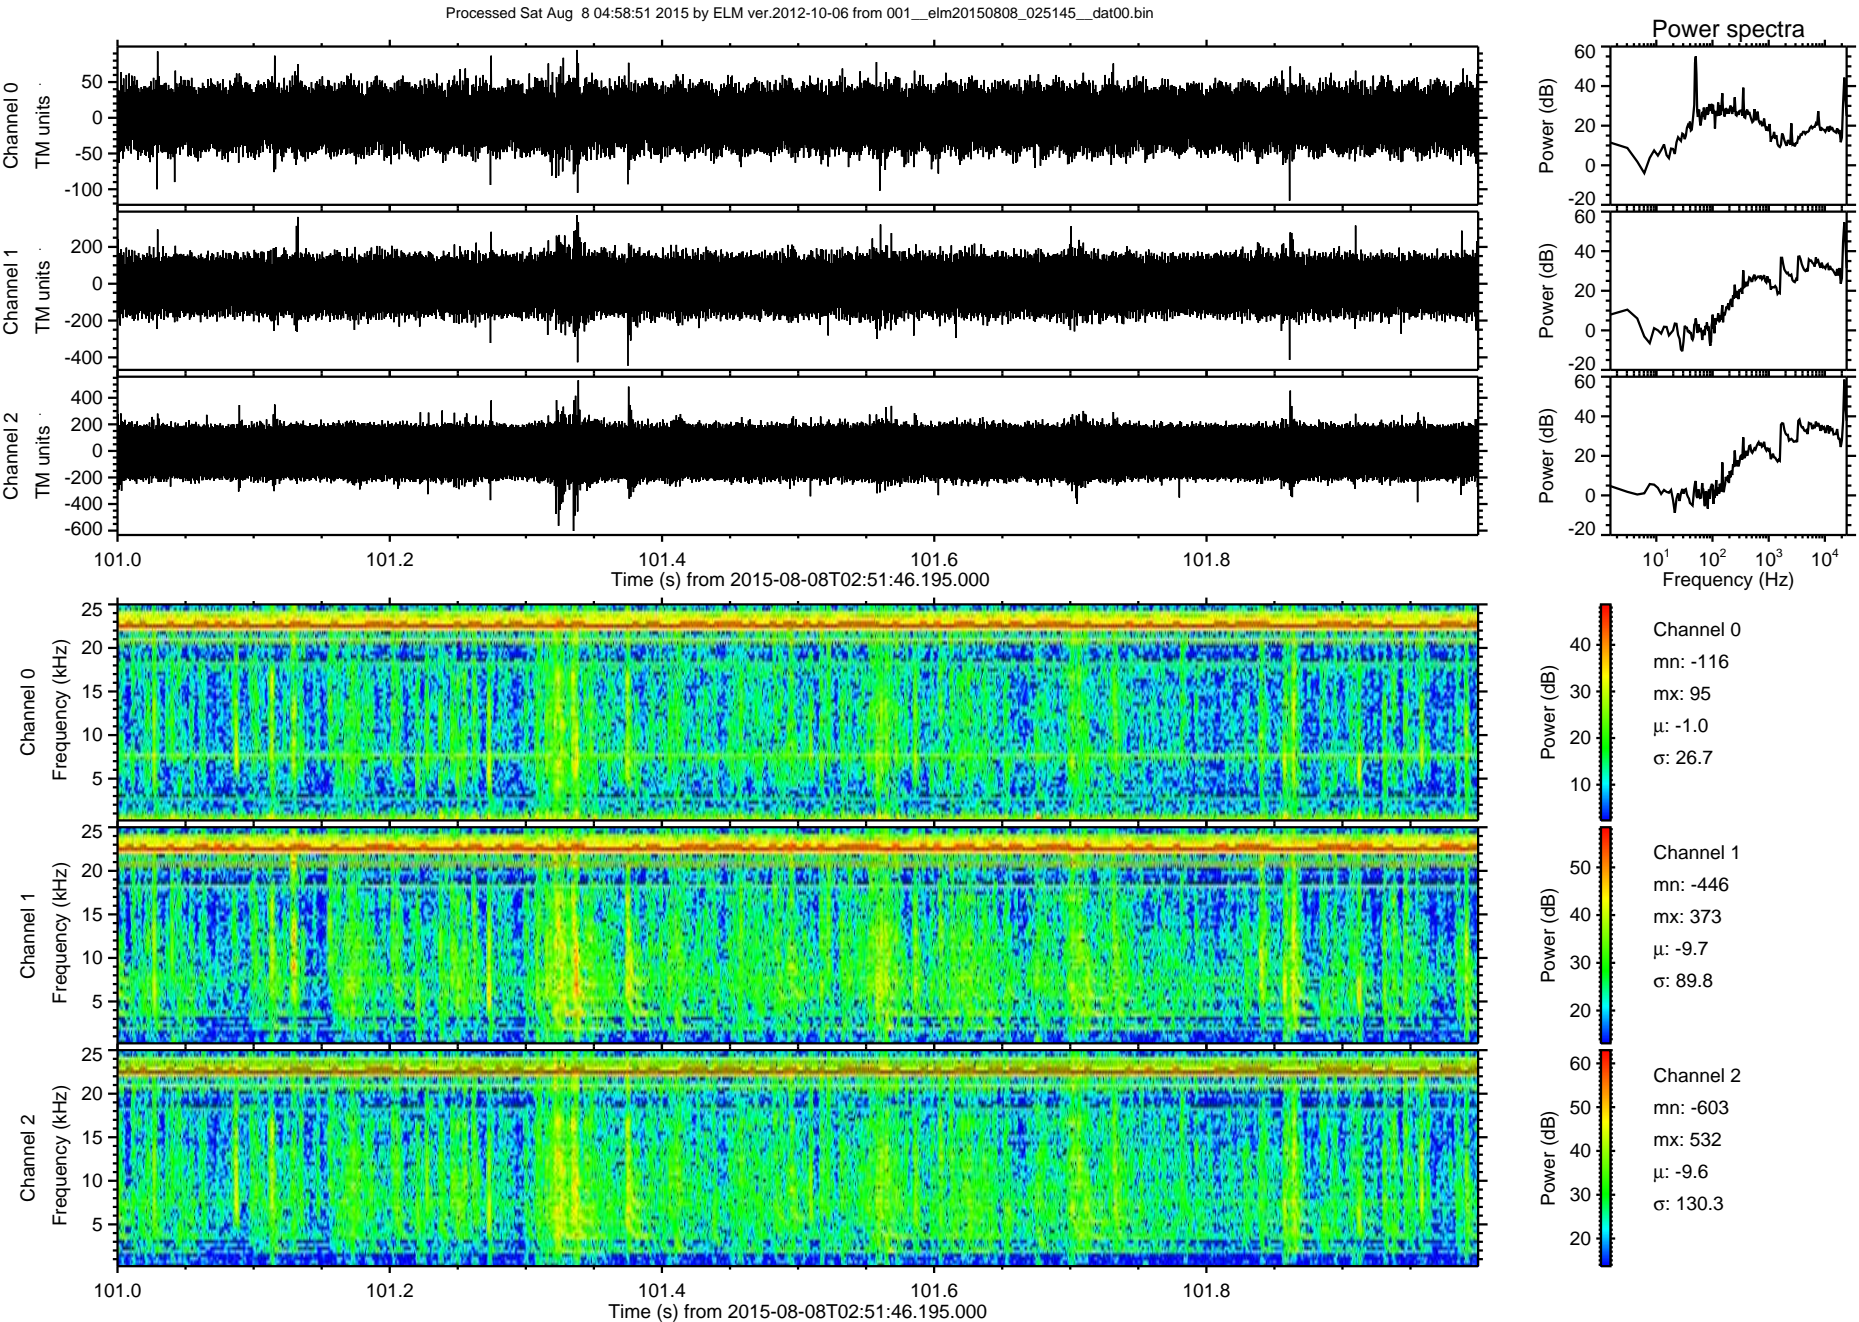 Processed Sat Aug  8 04:58:51 2015 by ELM ver.2012-10-06 from 001__elm20150808_025145__dat00.bin
Power spectra
Channel 0
TM units
50
0
-50
-100
Power (dB)
60
40
20
0
-20
Channel 1
TM units
200
0
-200
-400
Power (dB)
60
40
20
0
-20
Channel 2
TM units
400
200
0
-200
-400
-600
Power (dB)
60
40
20
0
-20
101.0 101.2 101.4 101.6 101.8
Time (s) from 2015-08-08T02:51:46.195.000
10¹ 10² 10³ 10⁴
Frequency (Hz)
Channel 0
Frequency (kHz)
25
20
15
10
5
Power (dB)
40
30
20
10
Channel 0
mn: -116
mx: 95
μ: -1.0
σ: 26.7
Channel 1
Frequency (kHz)
25
20
15
10
5
Power (dB)
50
40
30
20
Channel 1
mn: -446
mx: 373
μ: -9.7
σ: 89.8
Channel 2
Frequency (kHz)
25
20
15
10
5
Power (dB)
60
50
40
30
20
Channel 2
mn: -603
mx: 532
μ: -9.6
σ: 130.3
101.0 101.2 101.4 101.6 101.8
Time (s) from 2015-08-08T02:51:46.195.000